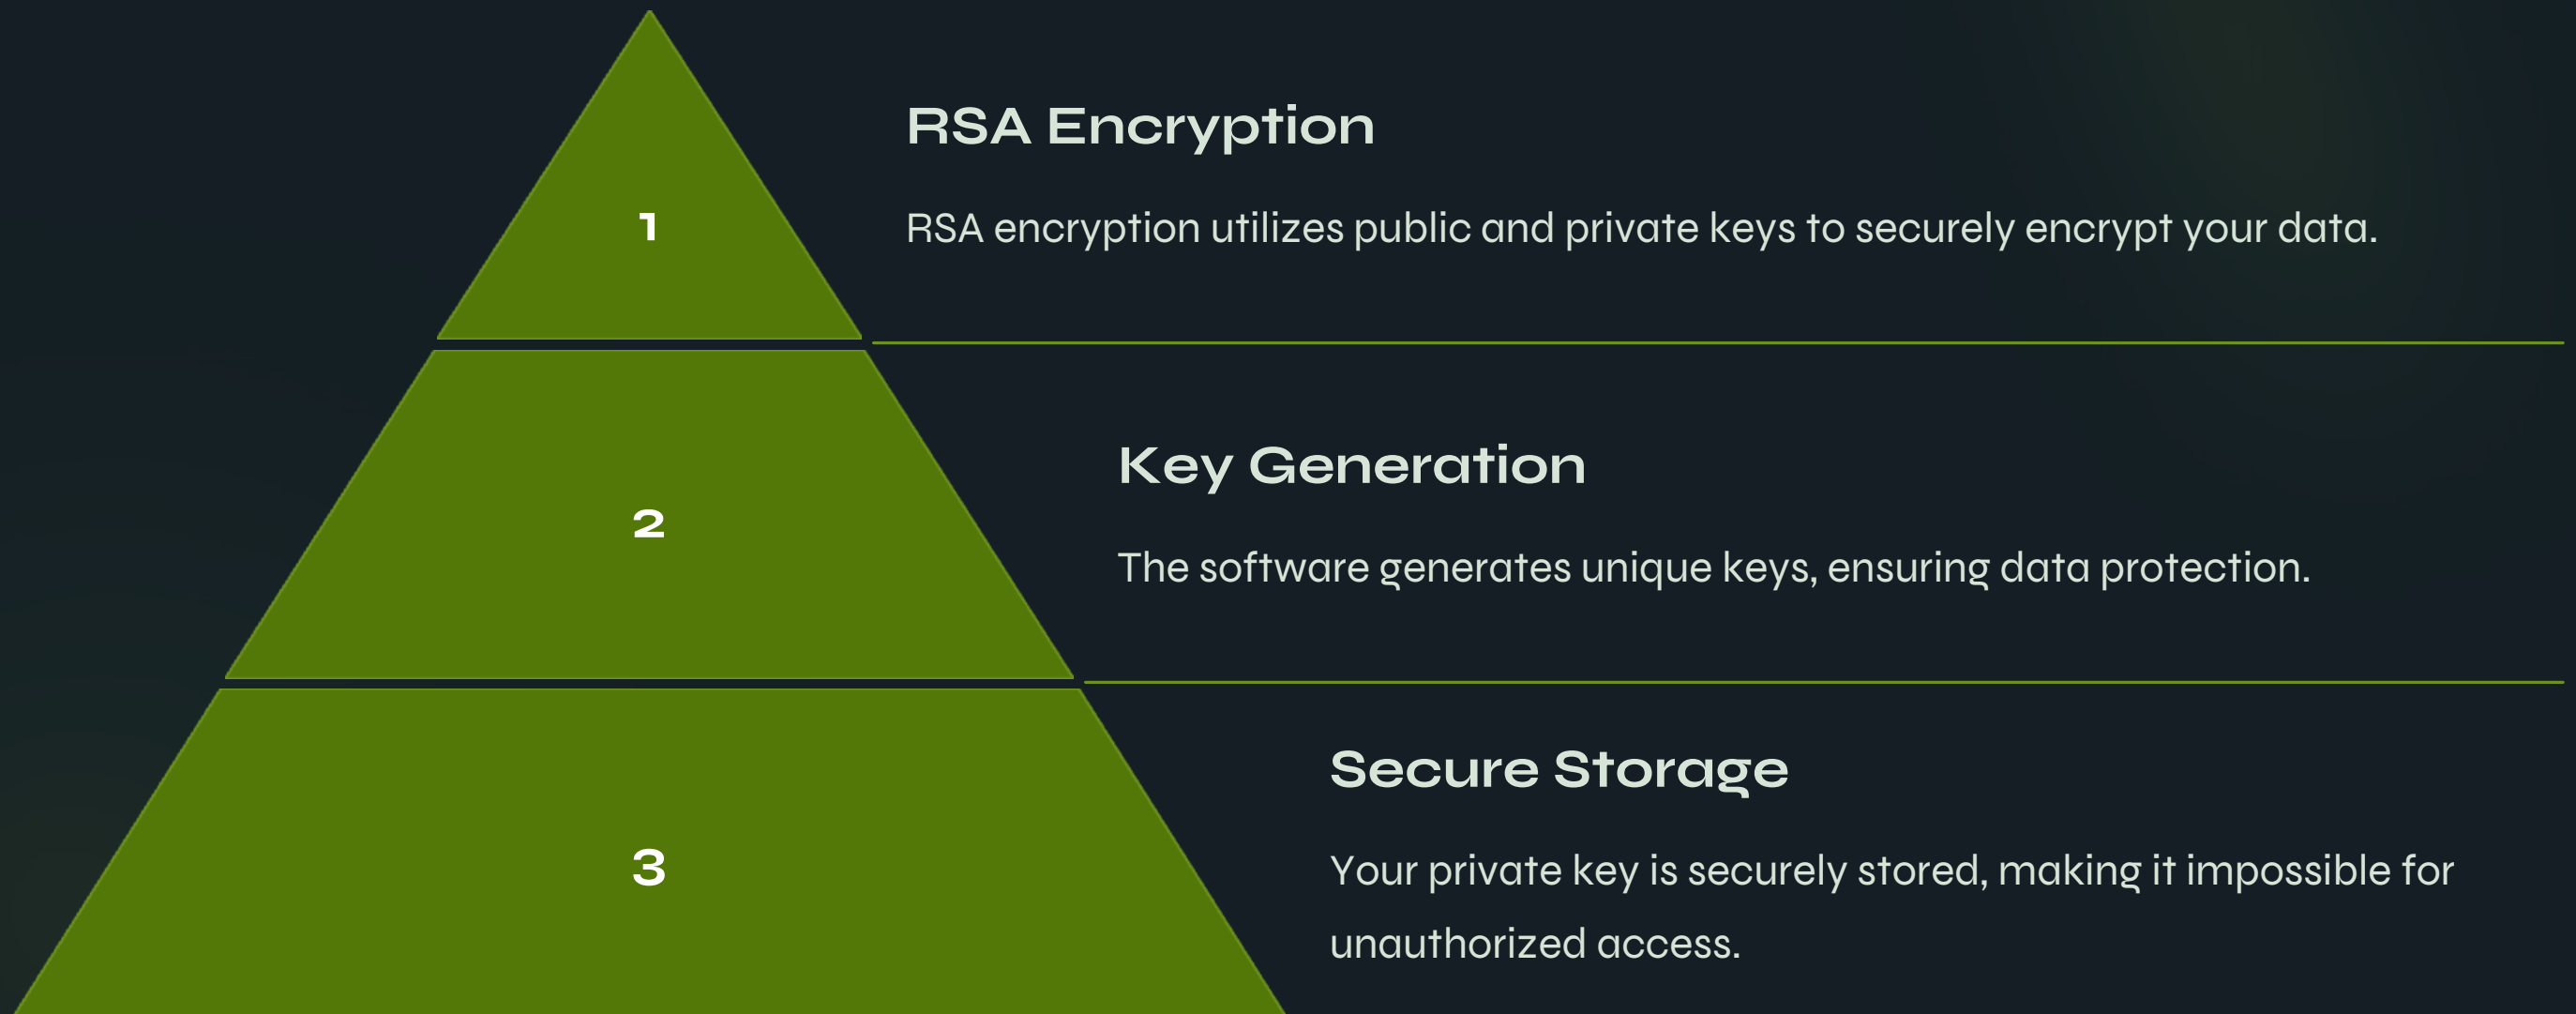 1
RSA Encryption
RSA encryption utilizes public and private keys to securely encrypt your data.
2
Key Generation
The software generates unique keys, ensuring data protection.
3
Secure Storage
Your private key is securely stored, making it impossible for
unauthorized access.